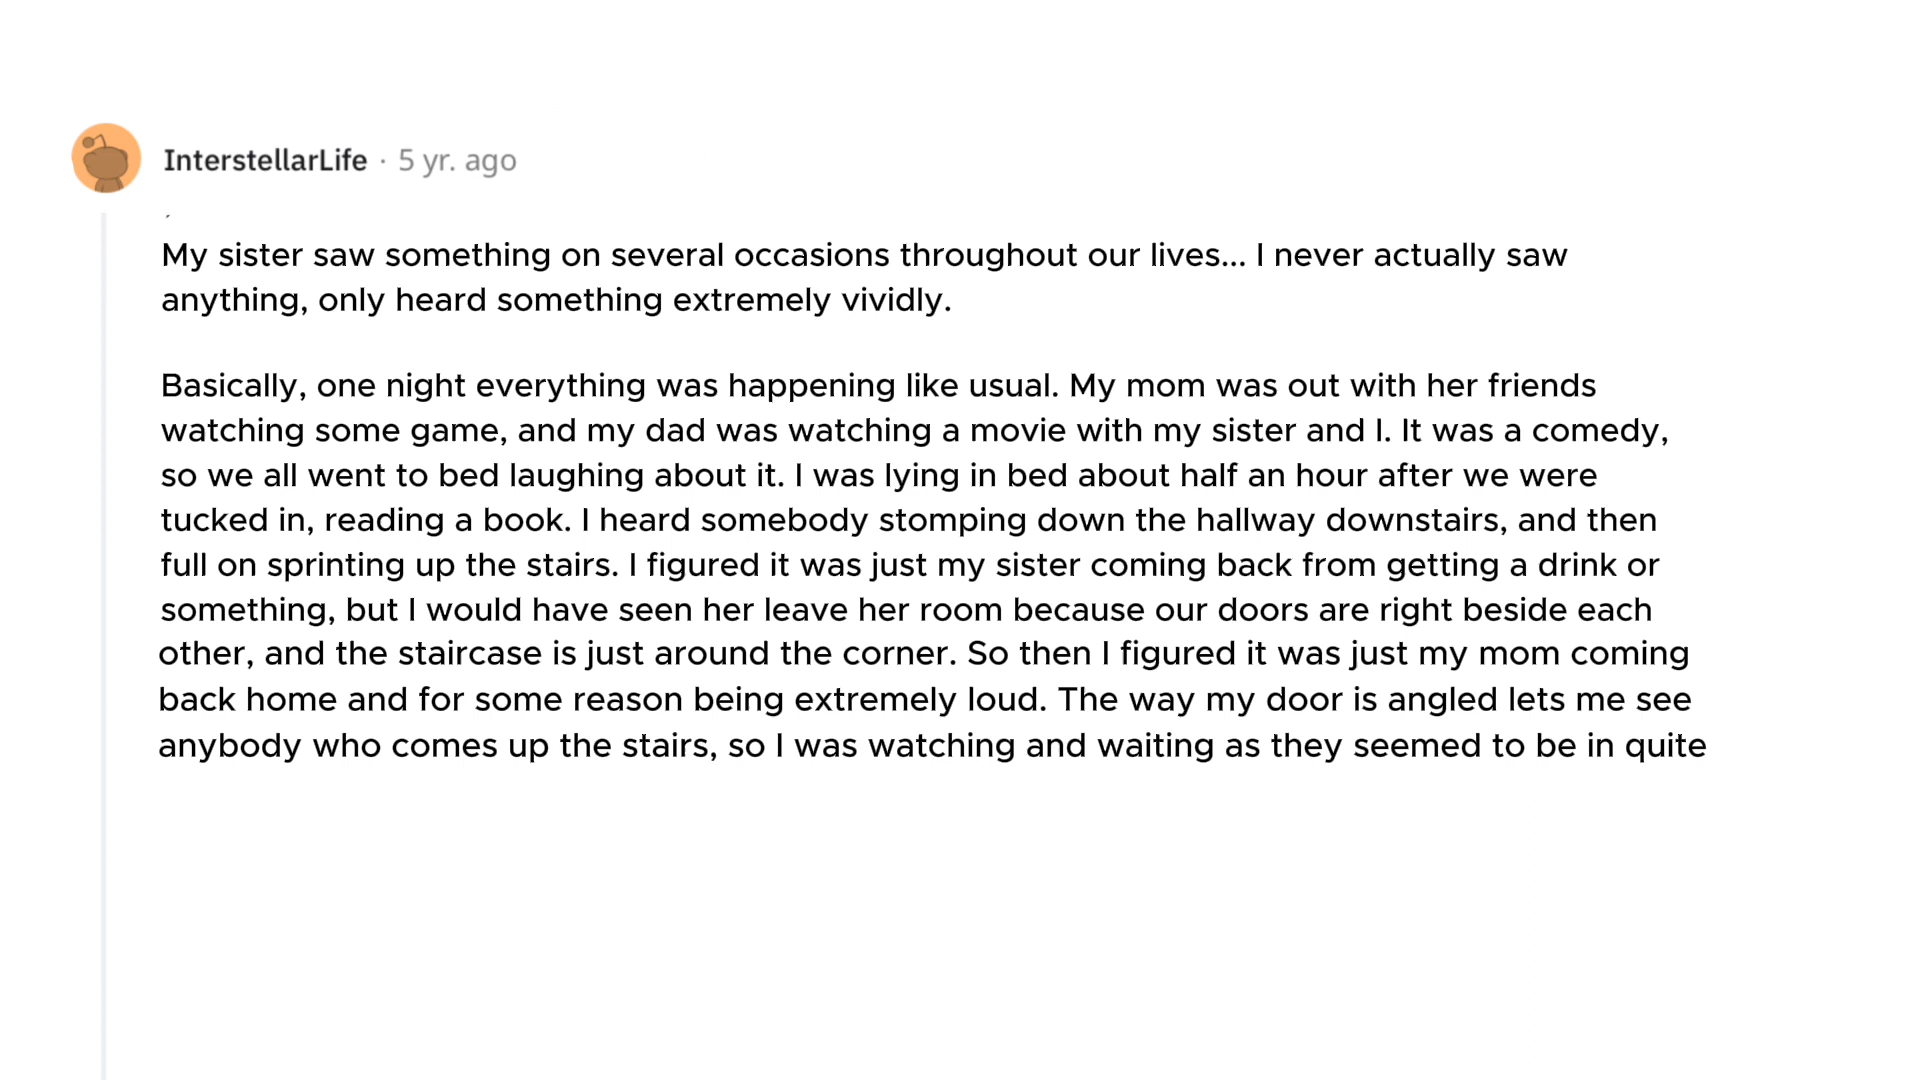 InterstellarLife · 5 yr. ago
My sister saw something on several occasions throughout our lives... I never actually saw
anything, only heard something extremely vividly.
Basically, one night everything was happening like usual. My mom was out with her friends
watching some game, and my dad was watching a movie with my sister and I. It was a comedy,
so we all went to bed laughing about it. I was lying in bed about half an hour after we were
tucked in, reading a book. I heard somebody stomping down the hallway downstairs, and then
full on sprinting up the stairs. I figured it was just my sister coming back from getting a drink or
something, but I would have seen her leave her room because our doors are right beside each
other, and the staircase is just around the corner. So then I figured it was just my mom coming
back home and for some reason being extremely loud. The way my door is angled lets me see
anybody who comes up the stairs, so I was watching and waiting as they seemed to be in quite